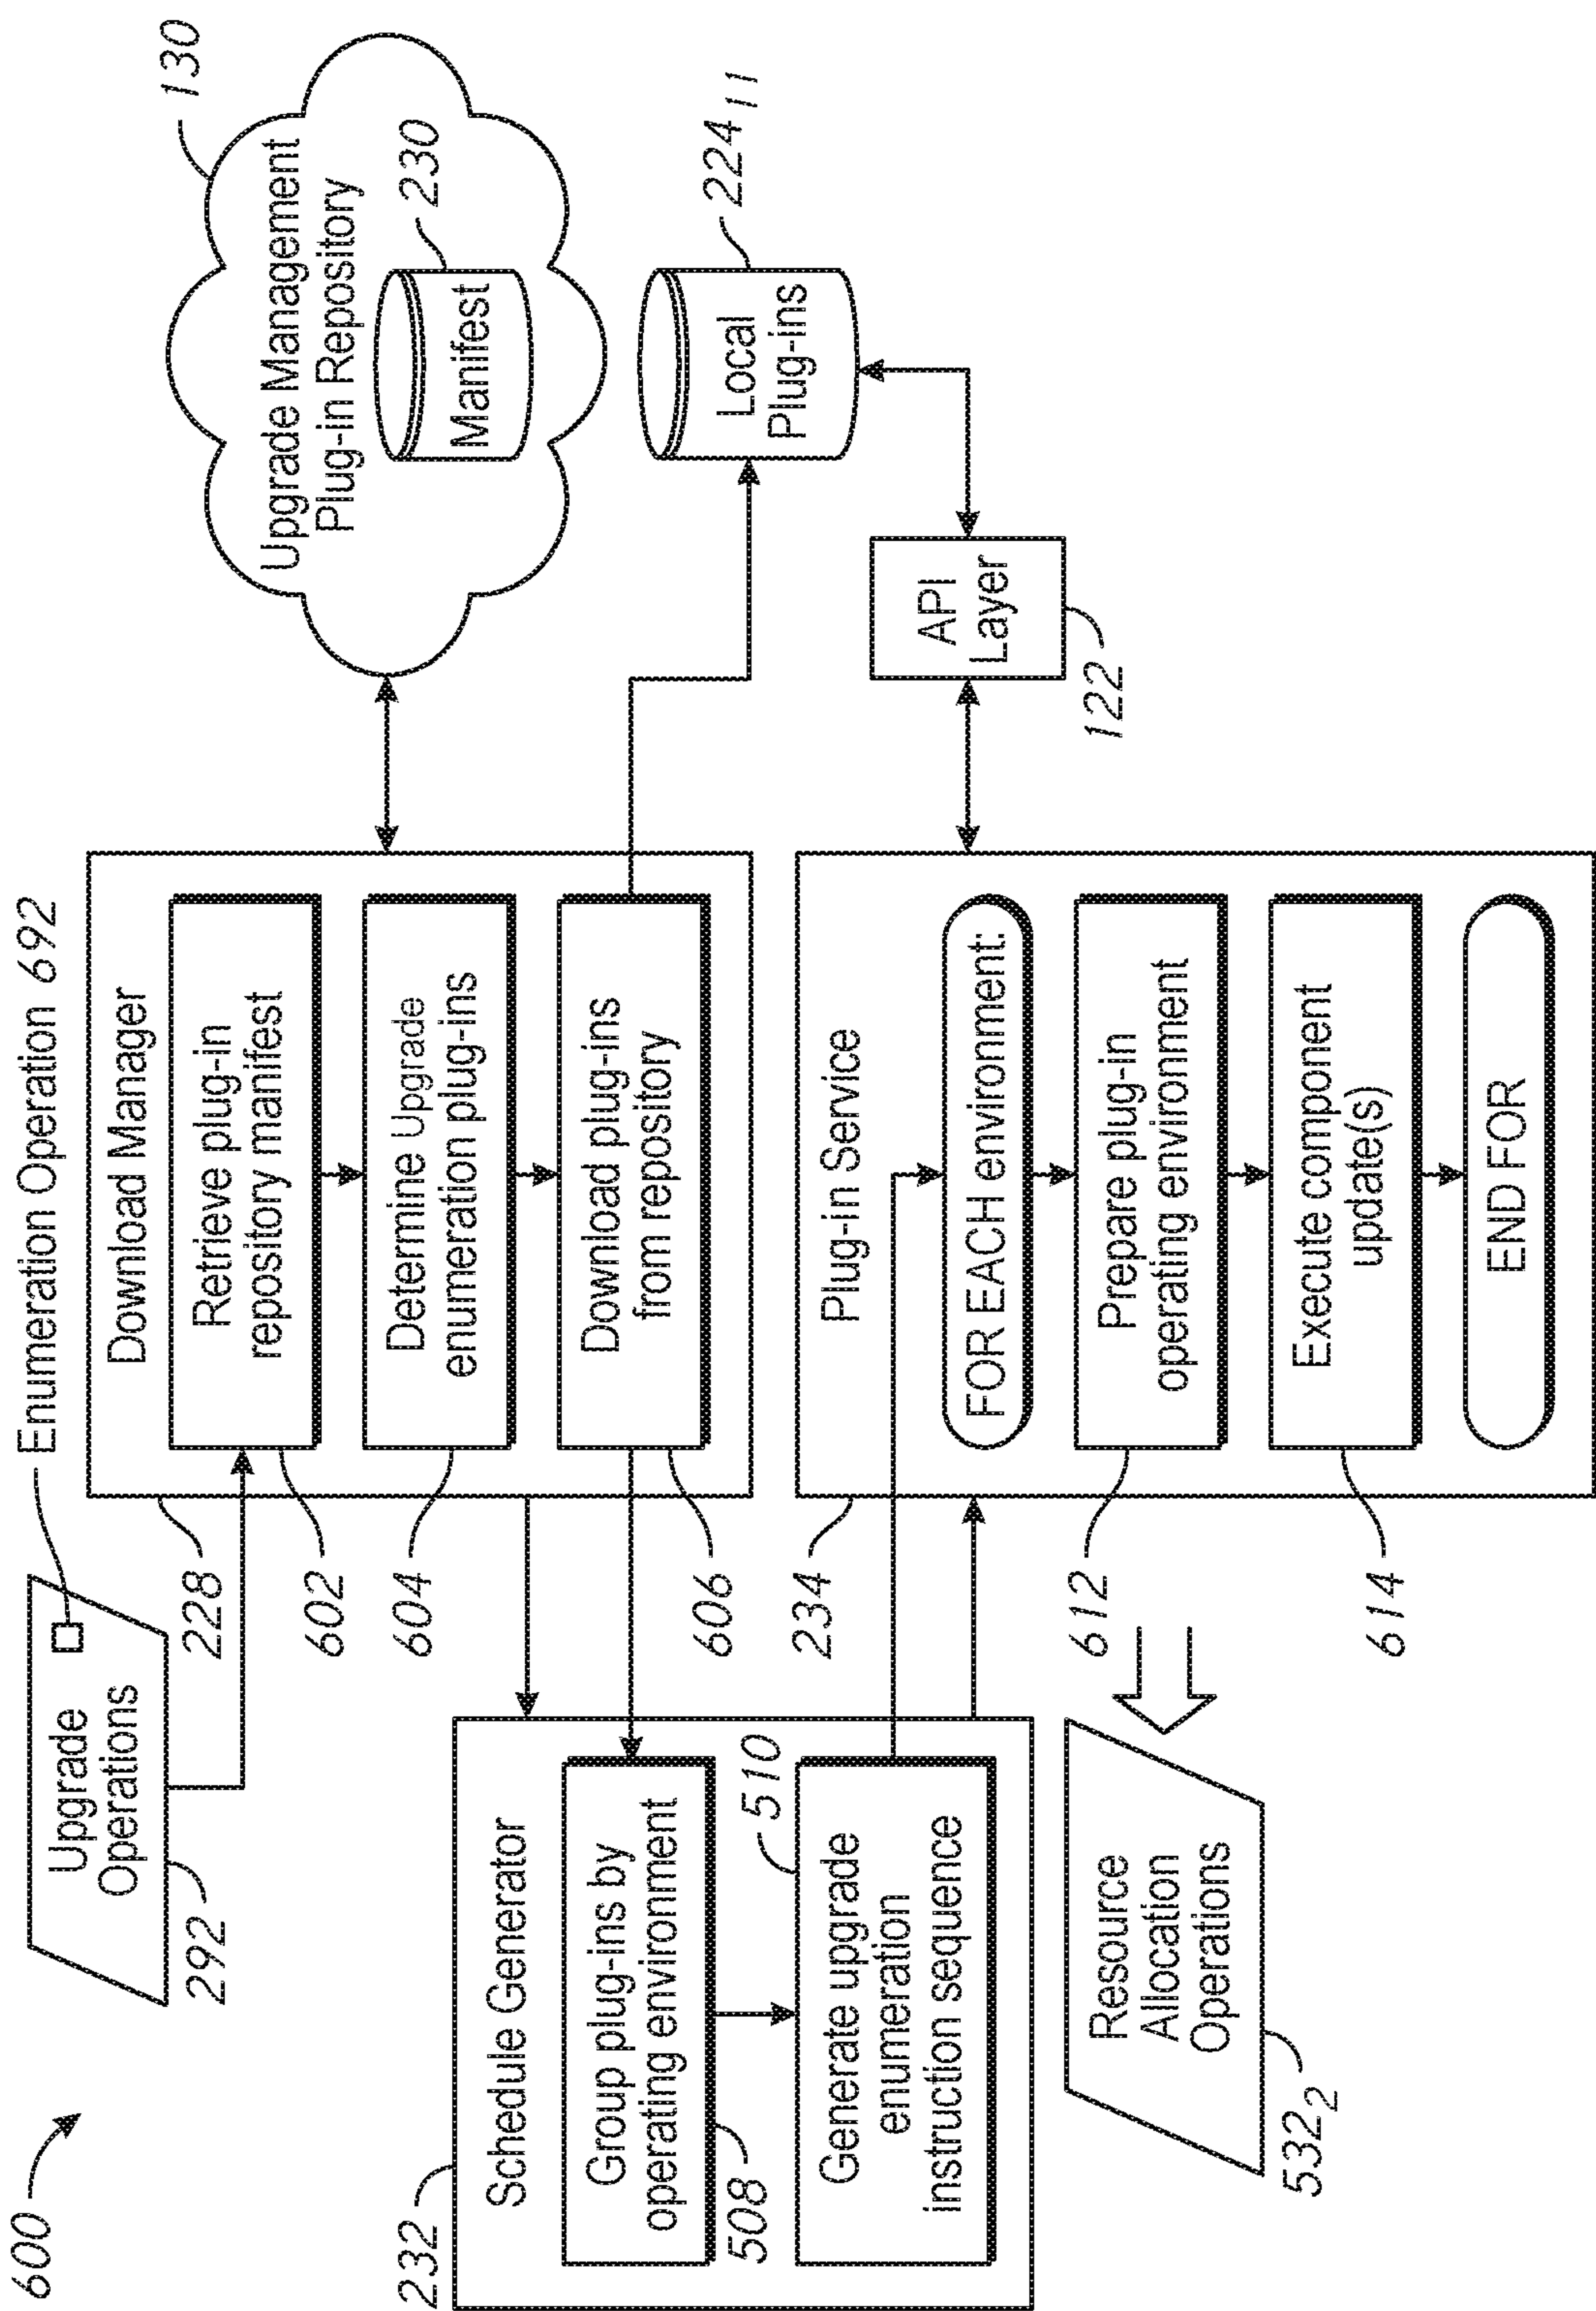 600
Upgrade
Operations
292
Enumeration Operation 692
Download Manager
228
Retrieve plug-in
repository manifest
602
Determine Upgrade
enumeration plug-ins
604
Download plug-ins
from repository
606
130
Upgrade Management
Plug-in Repository
230
Manifest
Local
Plug-ins
224₁₁
API
Layer
122
232
Schedule Generator
Group plug-ins by
operating environment
508
510
Generate upgrade
enumeration
instruction sequence
234
Plug-in Service
FOR EACH environment:
Prepare plug-in
operating environment
612
Execute component
update(s)
614
END FOR
Resource
Allocation
Operations
532₂